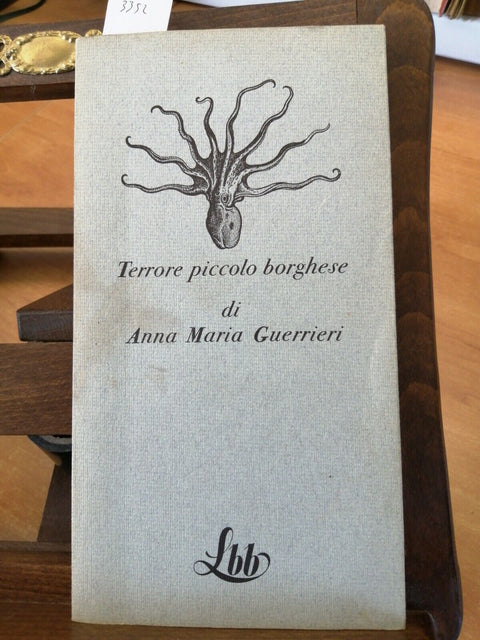 3352
Terrore piccolo borghese
di
Anna Maria Guerrieri
Lbb